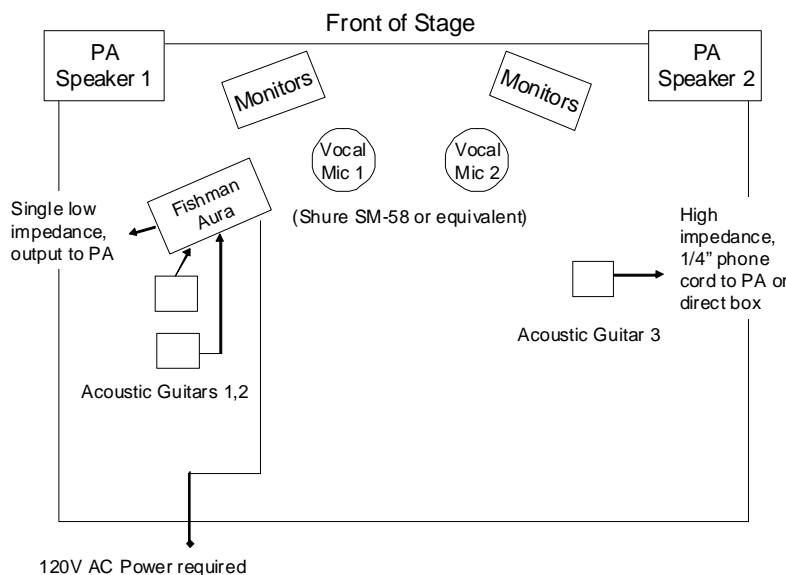 Front of Stage
PA
Speaker 1
PA
Speaker 2
Monitors
Monitors
Vocal
Mic 1
Vocal
Mic 2
Fishman
Aura
(Shure SM-58 or equivalent)
Single low
impedance,
output to PA
High
impedance,
1/4” phone
cord to PA or
direct box
Acoustic Guitar 3
Acoustic Guitars 1,2
120V AC Power required